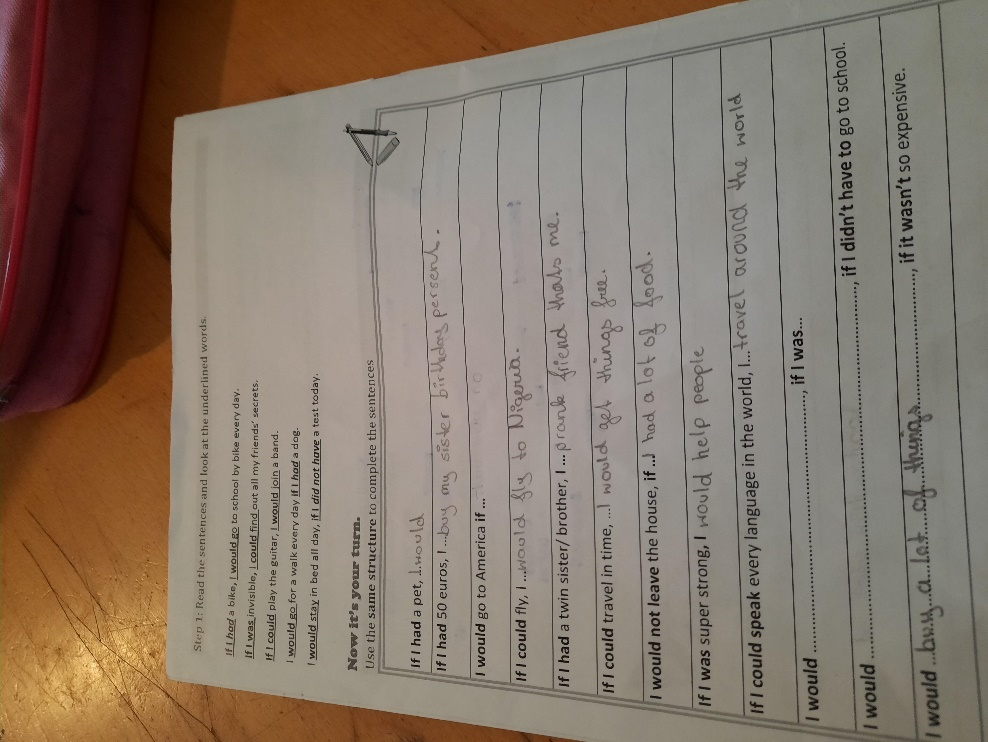 Step 1: Read the sentences and look at the underlined words.
If I had a bike, I would go to school by bike every day.
If I was invisible, I could find out all my friends' secrets.
If I could play the guitar, I would join a band.
I would go for a walk every day if I had a dog.
I would stay in bed all day, if I did not have a test today.
Now it's your turn.
Use the same structure to complete the sentences
If I had a pet, I would
If I had 50 euros, I ...buy my sister birthday persent.
I would go to America if ...
If I could fly, I ...would fly to Nigeria.
If I had a twin sister/ brother, I ...prank friend thats me.
If I could travel in time, ...I would get things free.
I would not leave the house, if ...I had a lot of food.
If I was super strong, I would help people
If I could speak every language in the world, I...travel around the world
I would ......................................................, if I was...
I would ......................................................, if I didn't have to go to school.
I would ...buy...a...lot...of things......................, if it wasn't so expensive.